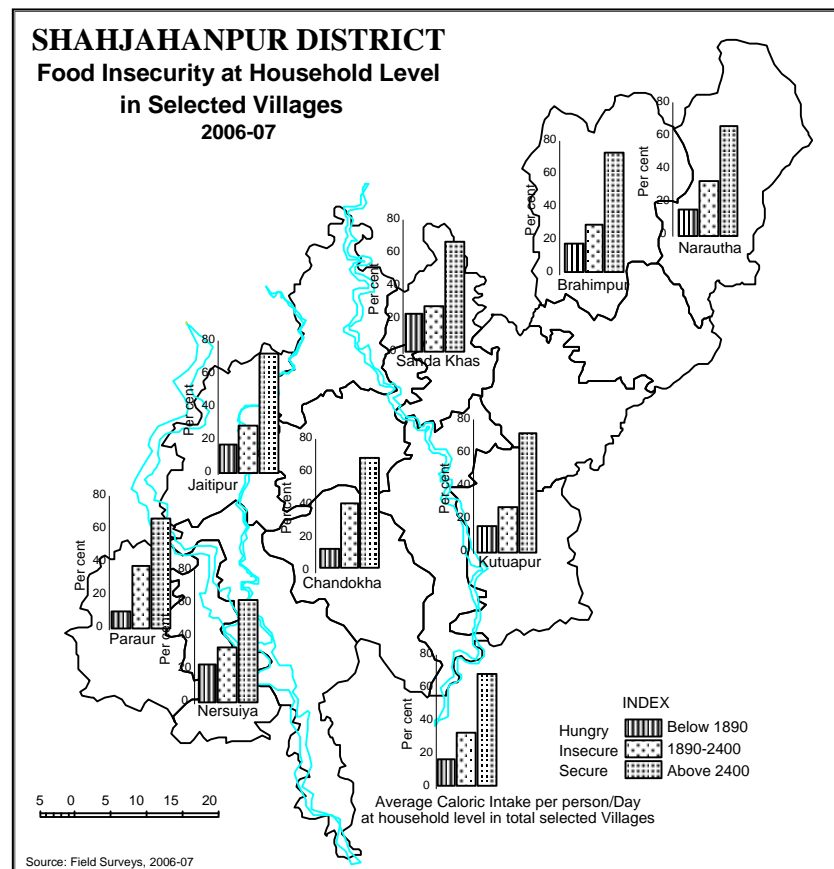 SHAHJAHANPUR DISTRICT
Food Insecurity at Household Level
in Selected Villages
2006-07
80
60
40
20
0
Per cent
Narautha
80
60
40
20
0
Per cent
Brahimpur
80
60
40
20
0
Per cent
Sanda Khas
80
60
40
20
0
Per cent
Jaitipur
80
60
40
20
0
Per cent
Chandokha
80
60
40
20
0
Per cent
Kutuapur
80
60
40
20
0
Per cent
Paraur
80
60
40
20
0
Per cent
Nersuiya
80
60
40
20
0
Per cent
Average Caloric Intake per person/Day
at household level in total selected Villages
INDEX
Hungry Below 1890
Insecure 1890-2400
Secure Above 2400
5 0 5 10 15 20
Source: Field Surveys, 2006-07